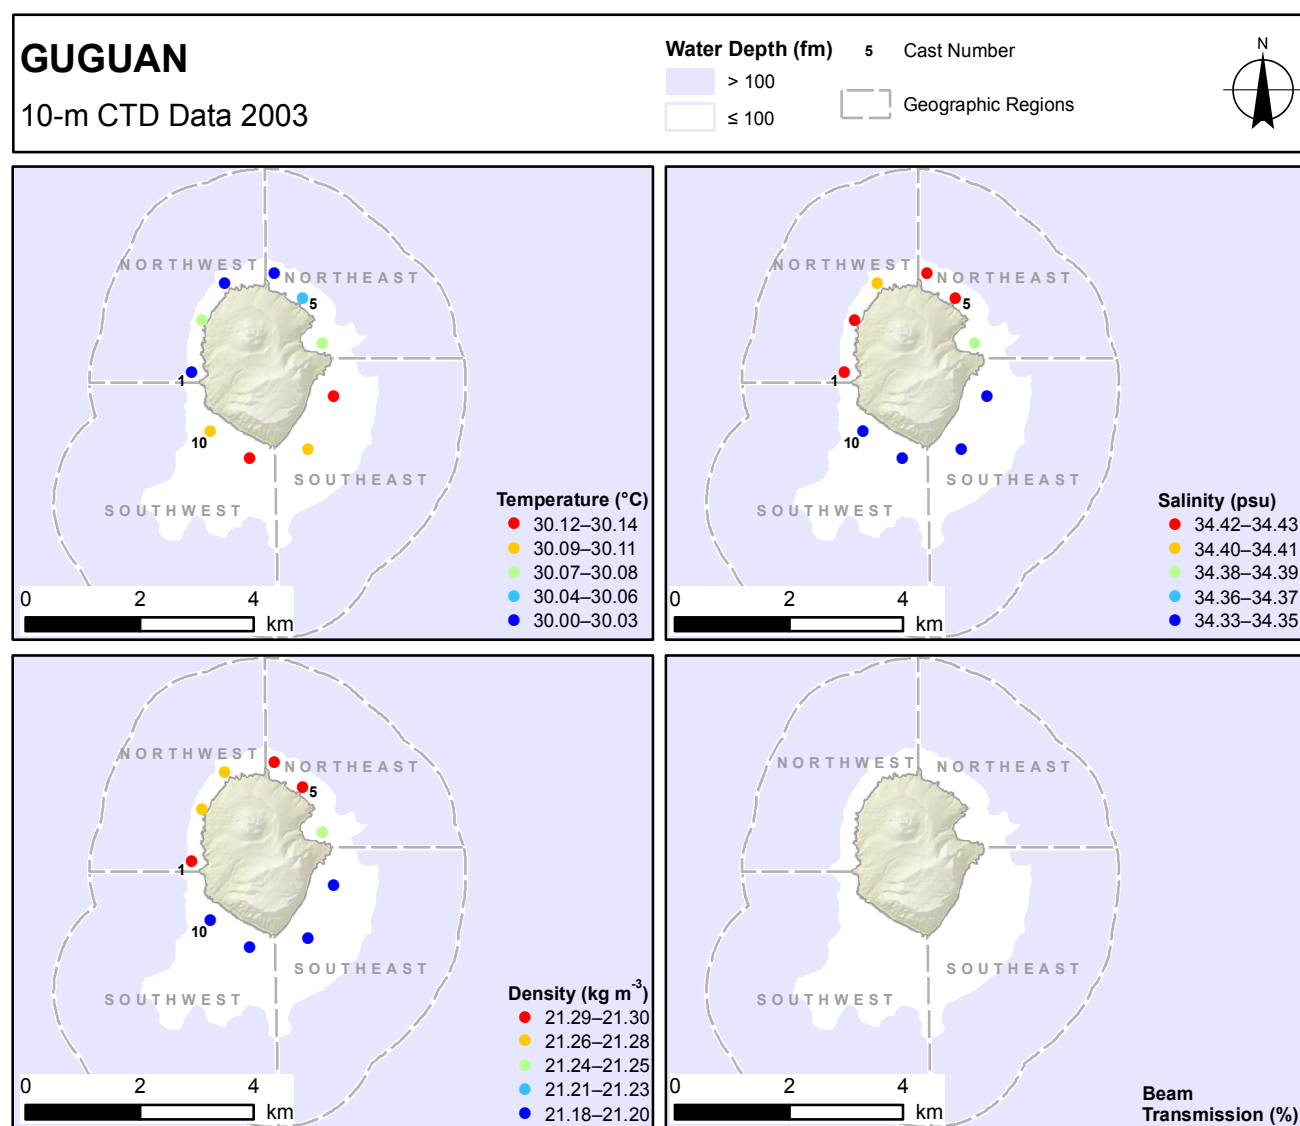 GUGUAN
10-m CTD Data 2003
Water Depth (fm)
> 100
≤ 100
5 Cast Number
Geographic Regions
N
NORTHWEST
NORTHEAST
5
1
10
SOUTHEAST
SOUTHWEST
Temperature (°C)
30.12–30.14
30.09–30.11
30.07–30.08
30.04–30.06
30.00–30.03
0 2 4
km
NORTHWEST
NORTHEAST
5
1
10
SOUTHEAST
SOUTHWEST
Salinity (psu)
34.42–34.43
34.40–34.41
34.38–34.39
34.36–34.37
34.33–34.35
0 2 4
km
NORTHWEST
NORTHEAST
5
1
10
SOUTHEAST
SOUTHWEST
Density (kg m⁻³)
21.29–21.30
21.26–21.28
21.24–21.25
21.21–21.23
21.18–21.20
0 2 4
km
NORTHWEST
NORTHEAST
SOUTHEAST
SOUTHWEST
Beam
Transmission (%)
0 2 4
km